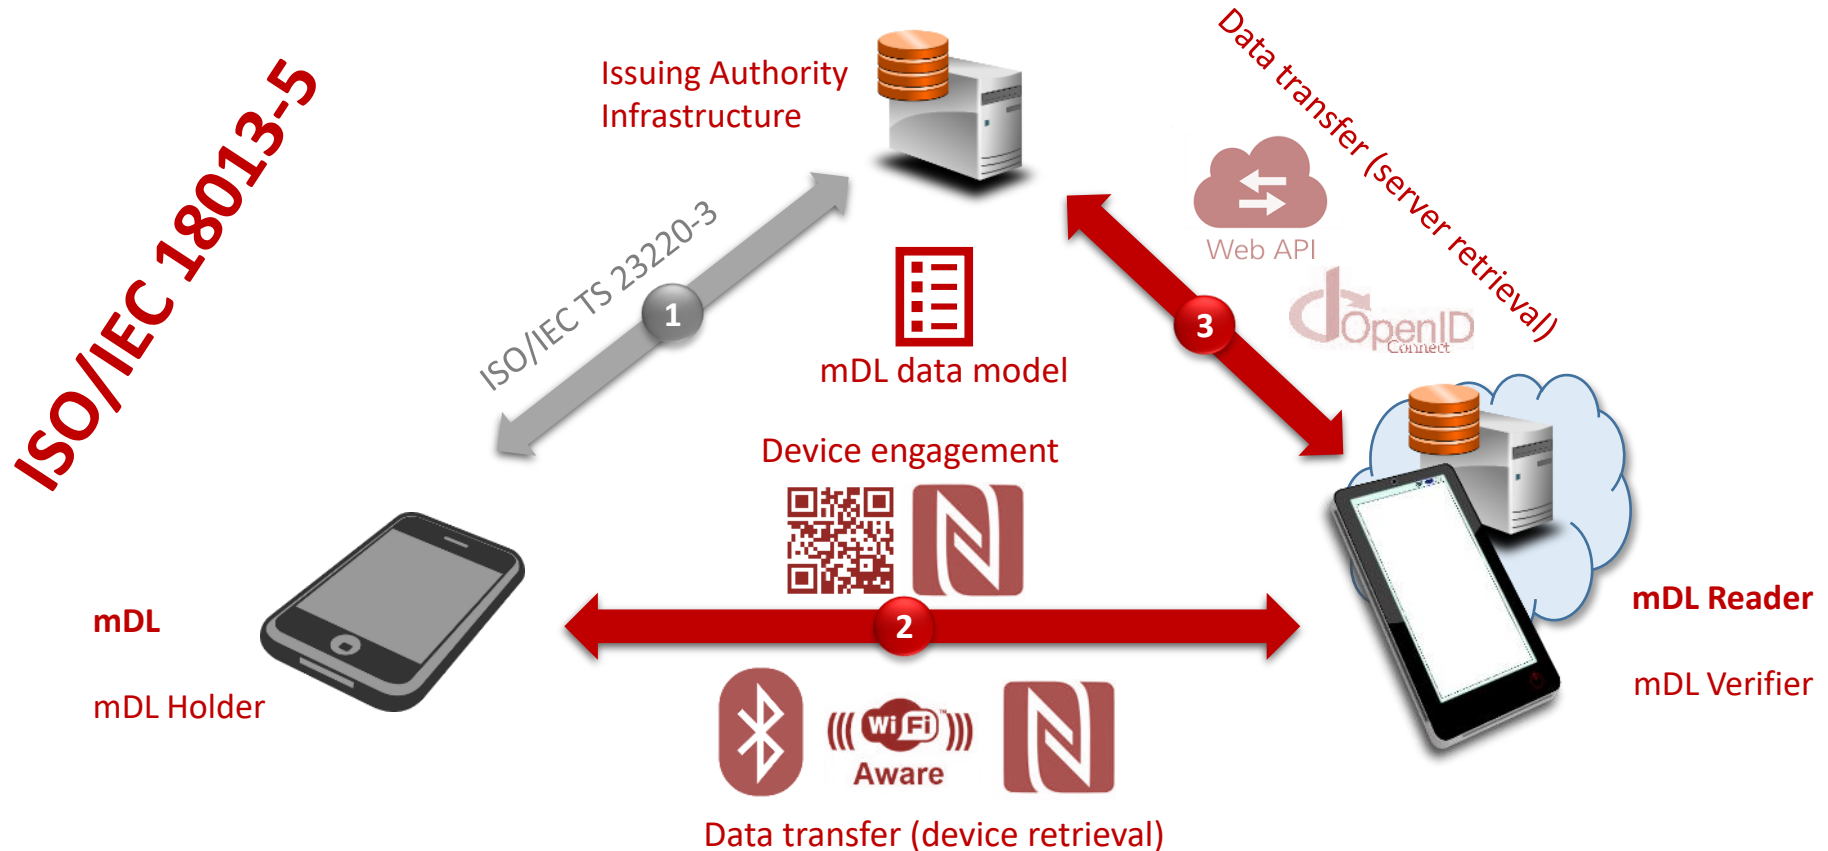 ISO/IEC 18013-5
Issuing Authority
Infrastructure
Data transfer (server retrieval)
Web API
ISO/IEC TS 23220-3
1
3
OpenID
Connect
mDL data model
Device engagement
mDL
mDL Holder
2
mDL Reader
mDL Verifier
Wi Fi™
Aware
Data transfer (device retrieval)